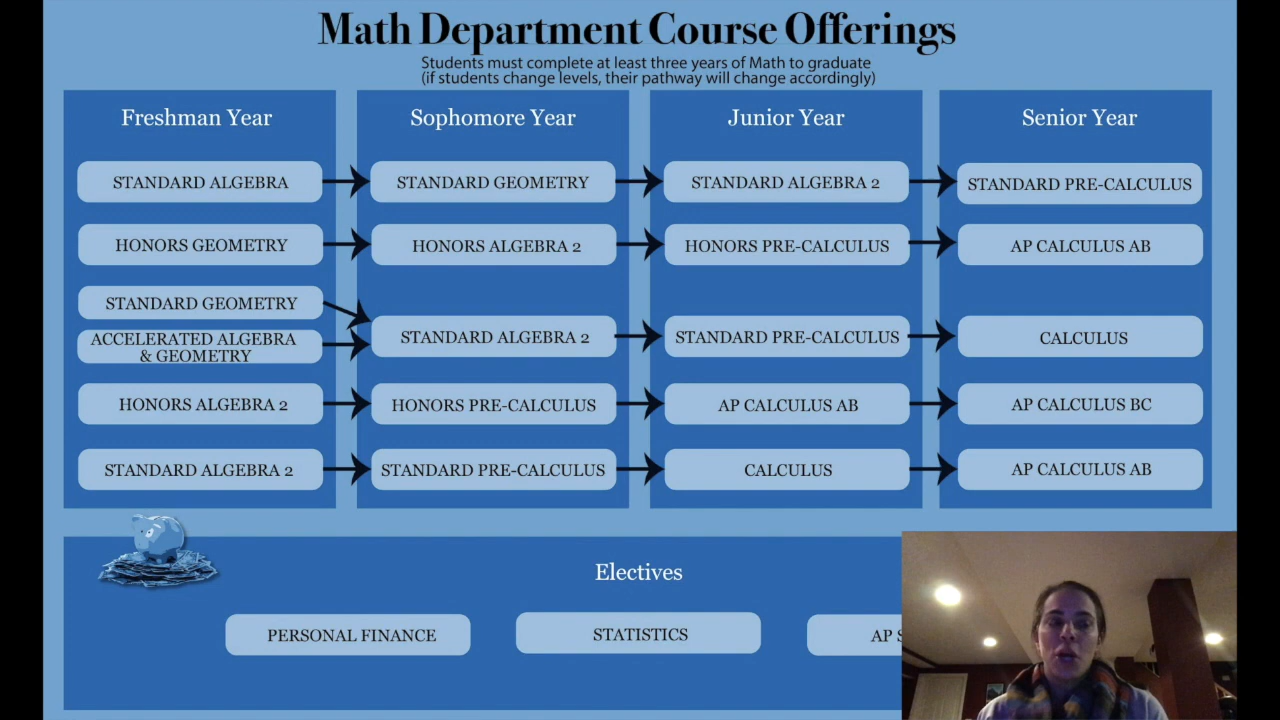 Math Department Course Offerings
Students must complete at least three years of Math to graduate
(if students change levels, their pathway will change accordingly)
Freshman Year
Sophomore Year
Junior Year
Senior Year
STANDARD ALGEBRA
STANDARD GEOMETRY
STANDARD ALGEBRA 2
STANDARD PRE-CALCULUS
HONORS GEOMETRY
HONORS ALGEBRA 2
HONORS PRE-CALCULUS
AP CALCULUS AB
STANDARD GEOMETRY
ACCELERATED ALGEBRA
& GEOMETRY
STANDARD ALGEBRA 2
STANDARD PRE-CALCULUS
CALCULUS
HONORS ALGEBRA 2
HONORS PRE-CALCULUS
AP CALCULUS AB
AP CALCULUS BC
STANDARD ALGEBRA 2
STANDARD PRE-CALCULUS
CALCULUS
AP CALCULUS AB
Electives
PERSONAL FINANCE
STATISTICS
AP